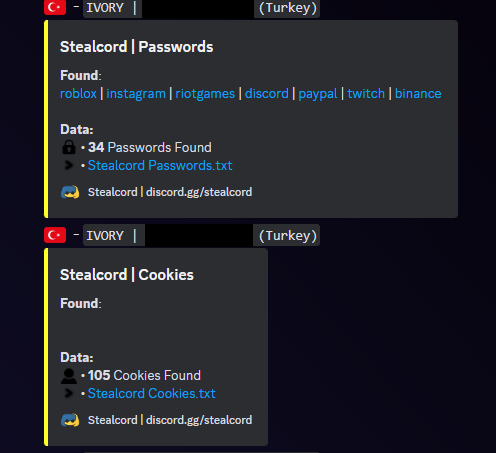 - IVORY | (Turkey)
Stealcord | Passwords
Found:
roblox | instagram | riotgames | discord | paypal | twitch | binance
Data:
• 34 Passwords Found
• Stealcord Passwords.txt
Stealcord | discord.gg/stealcord
- IVORY | (Turkey)
Stealcord | Cookies
Found:
Data:
• 105 Cookies Found
• Stealcord Cookies.txt
Stealcord | discord.gg/stealcord